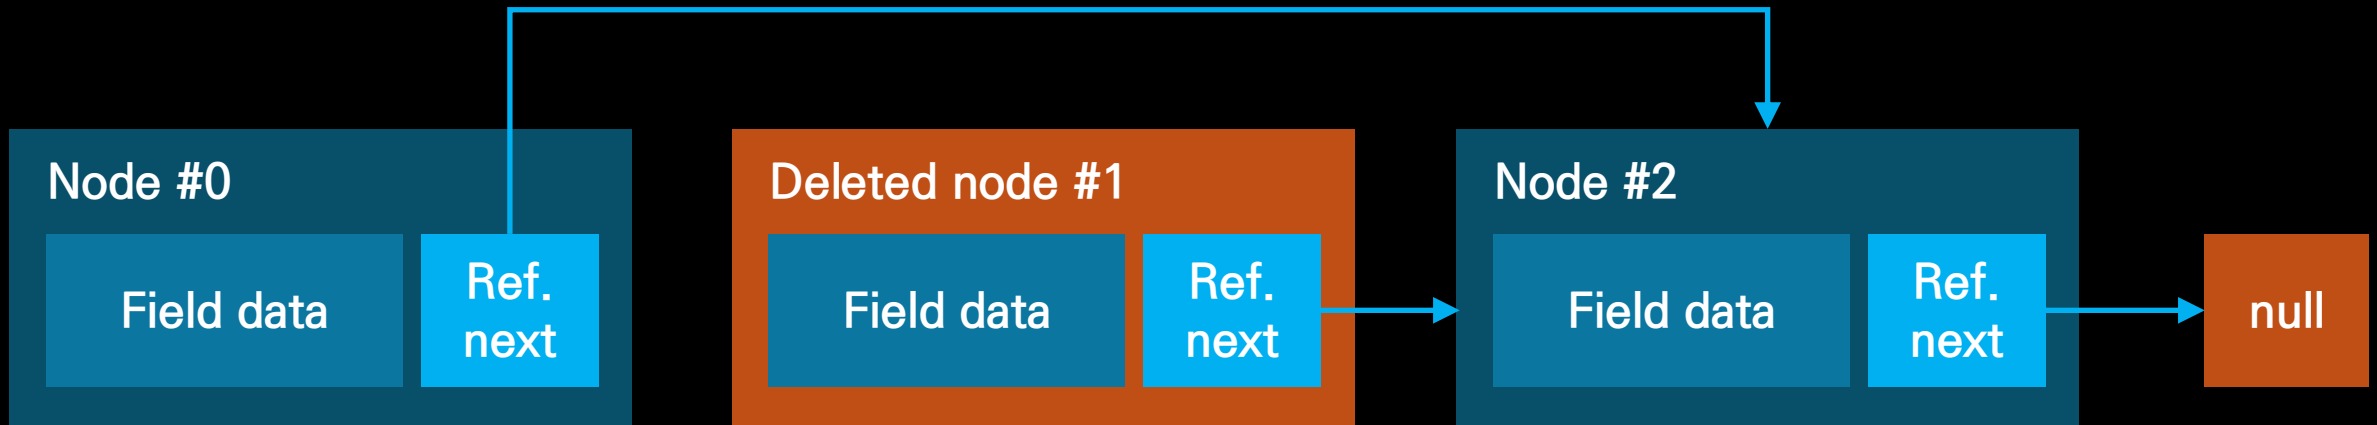 Node #0
Field data
Ref.
next
Deleted node #1
Field data
Ref.
next
Node #2
Field data
Ref.
next
null